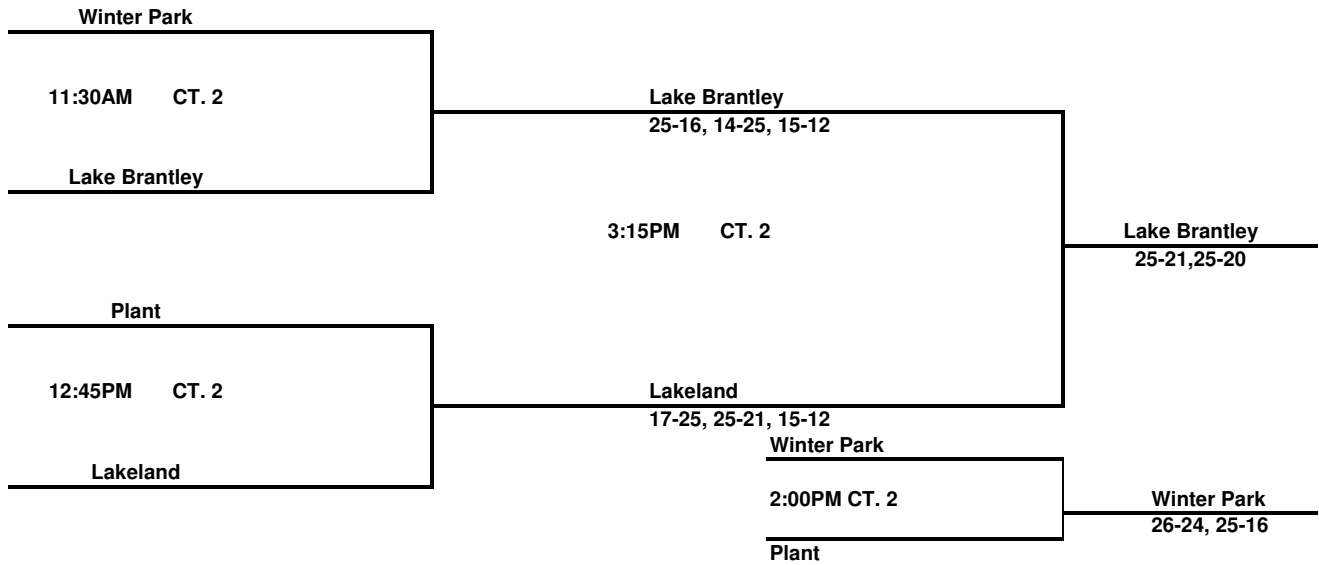 Winter Park
11:30AM CT. 2
Lake Brantley
25-16, 14-25, 15-12
Lake Brantley
3:15PM CT. 2
Lake Brantley
25-21,25-20
Plant
12:45PM CT. 2
Lakeland
17-25, 25-21, 15-12
Lakeland
Winter Park
2:00PM CT. 2
Winter Park
26-24, 25-16
Plant